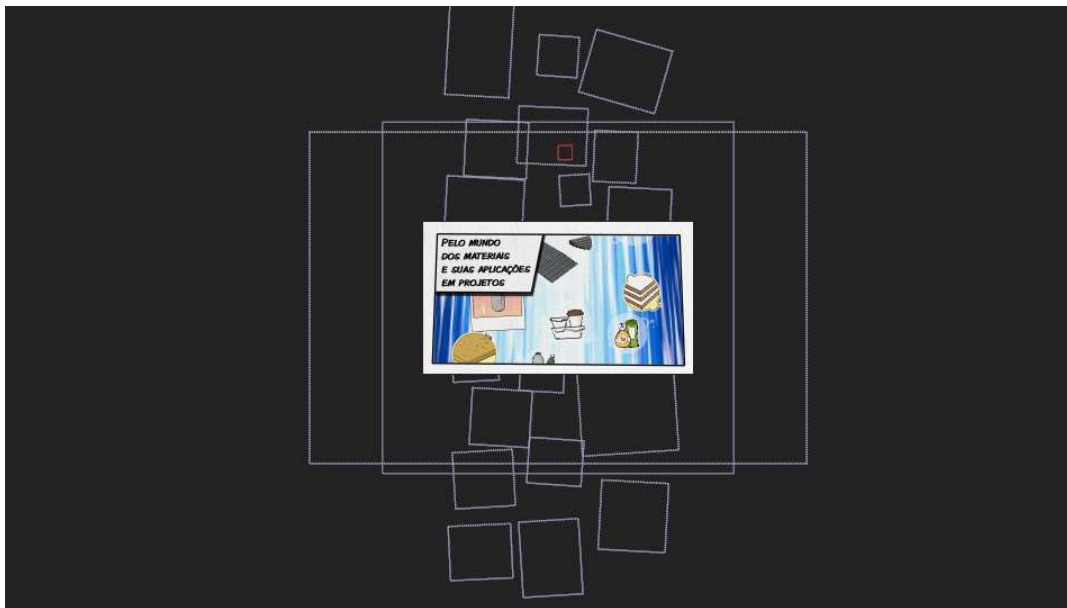 PELO MUNDO
DOS MATERIAIS
E SUAS APLICAÇÕES
EM PROJETOS